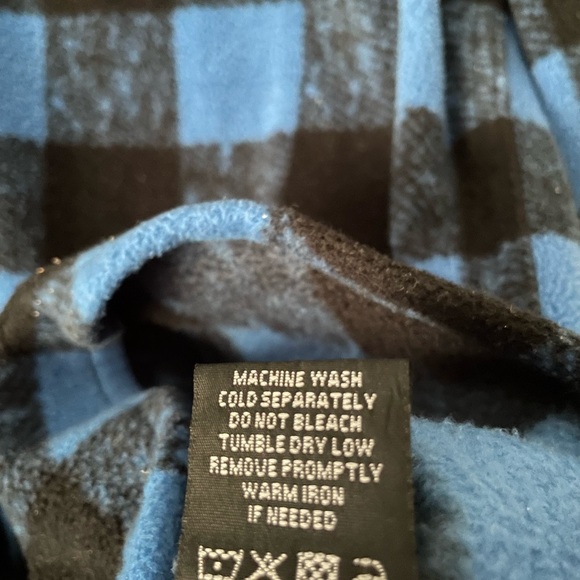 MACHINE WASH
COLD SEPARATELY
DO NOT BLEACH
TUMBLE DRY LOW
REMOVE PROMPTLY
WARM IRON
IF NEEDED